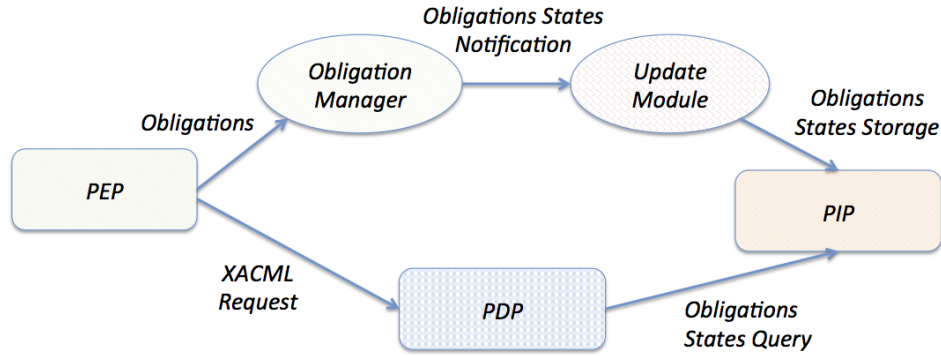 Obligations States
Notification
Obligation
Manager
Update
Module
Obligations
Obligations
States Storage
PEP
PIP
XACML
Request
PDP
Obligations
States Query